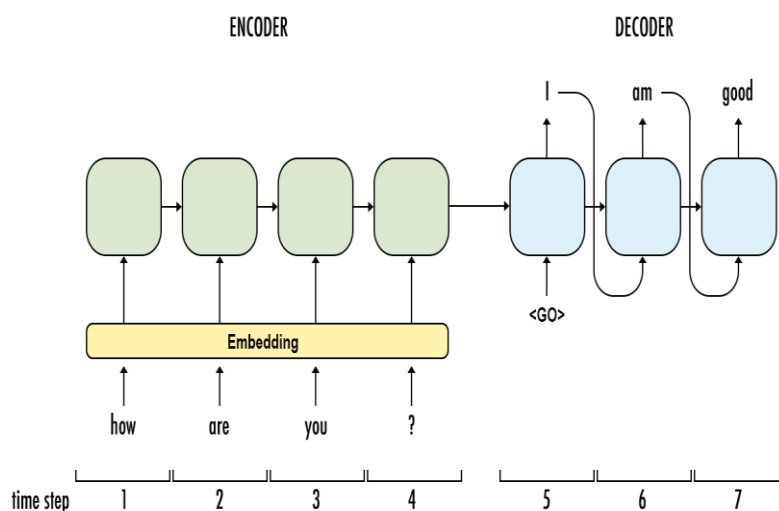 ENCODER DECODER
I am good
<GO>
Embedding
how are you ?
time step 1 2 3 4 5 6 7